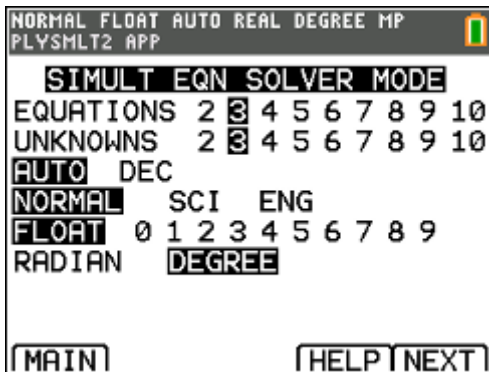 NORMAL FLOAT AUTO REAL DEGREE MP
PLYSMLT2 APP
SIMULT EQN SOLVER MODE
EQUATIONS 2 3 4 5 6 7 8 9 10
UNKNOWNS 2 3 4 5 6 7 8 9 10
AUTO DEC
NORMAL SCI ENG
FLOAT 0 1 2 3 4 5 6 7 8 9
RADIAN DEGREE
MAIN HELP NEXT